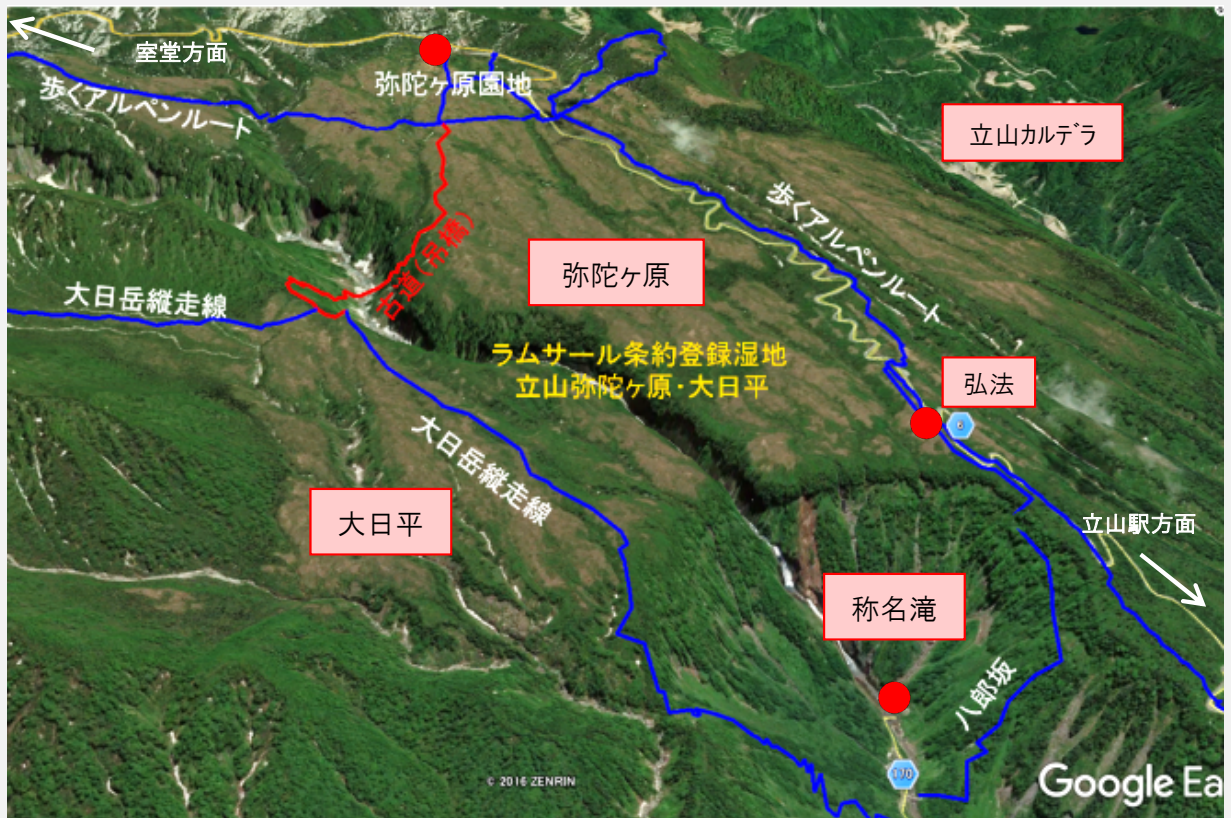 室堂方面
弥陀ヶ原園地
歩くアルペンルート
立山カルデラ
歩くアルペンルート
古道(吊橋)
弥陀ヶ原
大日岳縦走線
ラムサール条約登録湿地
立山弥陀ヶ原・大日平
弘法
6
大日岳縦走線
大日平
立山駅方面
称名滝
八郎坂
170
© 2016 ZENRIN
Google Ea